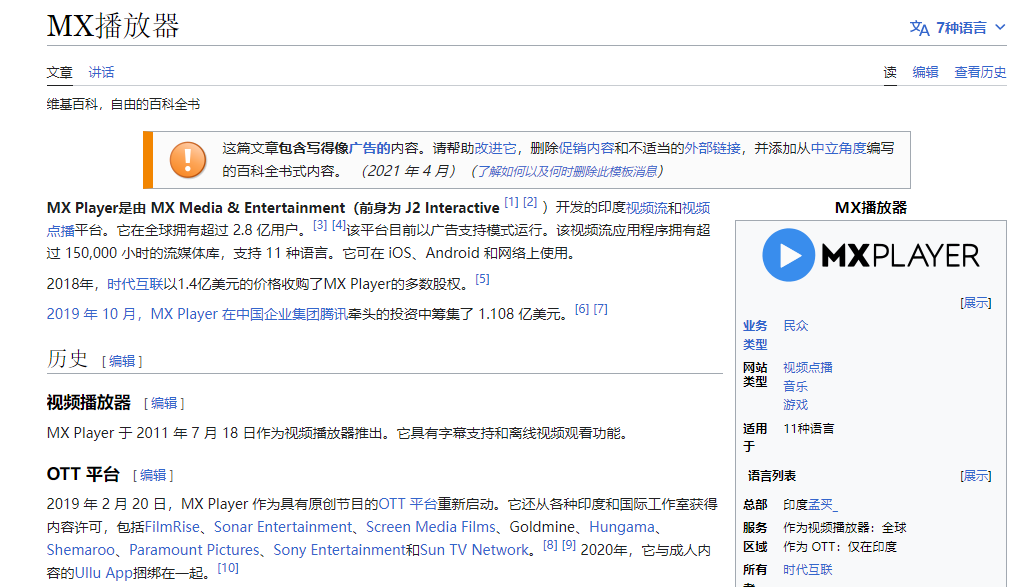 MX播放器
7种语言
文章 讲话
读 编辑 查看历史
维基百科，自由的百科全书
这篇文章包含写得像广告的内容。请帮助改进它，删除促销内容和不适当的外部链接，并添加从中立角度编写
的百科全书式内容。 （2021 年 4 月） （了解如何以及何时删除此模板消息）
MX Player是由 MX Media & Entertainment（前身为 J2 Interactive [1] [2] ）开发的印度视频流和视频
点播平台。它在全球拥有超过 2.8 亿用户。[3] [4]该平台目前以广告支持模式运行。该视频流应用程序拥有超
过 150,000 小时的流媒体库，支持 11 种语言。它可在 iOS、Android 和网络上使用。
2018年，时代互联以1.4亿美元的价格收购了MX Player的多数股权。[5]
2019 年 10 月，MX Player 在中国企业集团腾讯牵头的投资中筹集了 1.108 亿美元。[6] [7]
历史 [ 编辑 ]
视频播放器 [ 编辑 ]
MX Player 于 2011 年 7 月 18 日作为视频播放器推出。它具有字幕支持和离线视频观看功能。
OTT 平台 [ 编辑 ]
2019 年 2 月 20 日，MX Player 作为具有原创节目的OTT 平台重新启动。它还从各种印度和国际工作室获得
内容许可，包括FilmRise、Sonar Entertainment、Screen Media Films、Goldmine、Hungama、
Shemaroo、Paramount Pictures、Sony Entertainment和Sun TV Network。[8] [9] 2020年，它与成人内
容的Ullu App捆绑在一起。[10]
MX播放器
MXPLAYER
[展示]
业务 民众
类型
网站 视频点播
类型 音乐
游戏
适用 11种语言
于
语言列表 [展示]
总部 印度孟买_
服务 作为视频播放器：全球
区域 作为 OTT：仅在印度
所有 时代互联